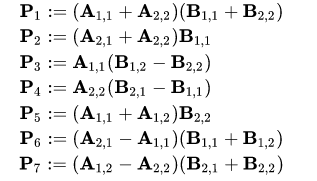 P₁ := (A₁,₁ + A₂,₂)(B₁,₁ + B₂,₂)
P₂ := (A₂,₁ + A₂,₂)B₁,₁
P₃ := A₁,₁(B₁,₂ − B₂,₂)
P₄ := A₂,₂(B₂,₁ − B₁,₁)
P₅ := (A₁,₁ + A₁,₂)B₂,₂
P₆ := (A₂,₁ − A₁,₁)(B₁,₁ + B₁,₂)
P₇ := (A₁,₂ − A₂,₂)(B₂,₁ + B₂,₂)